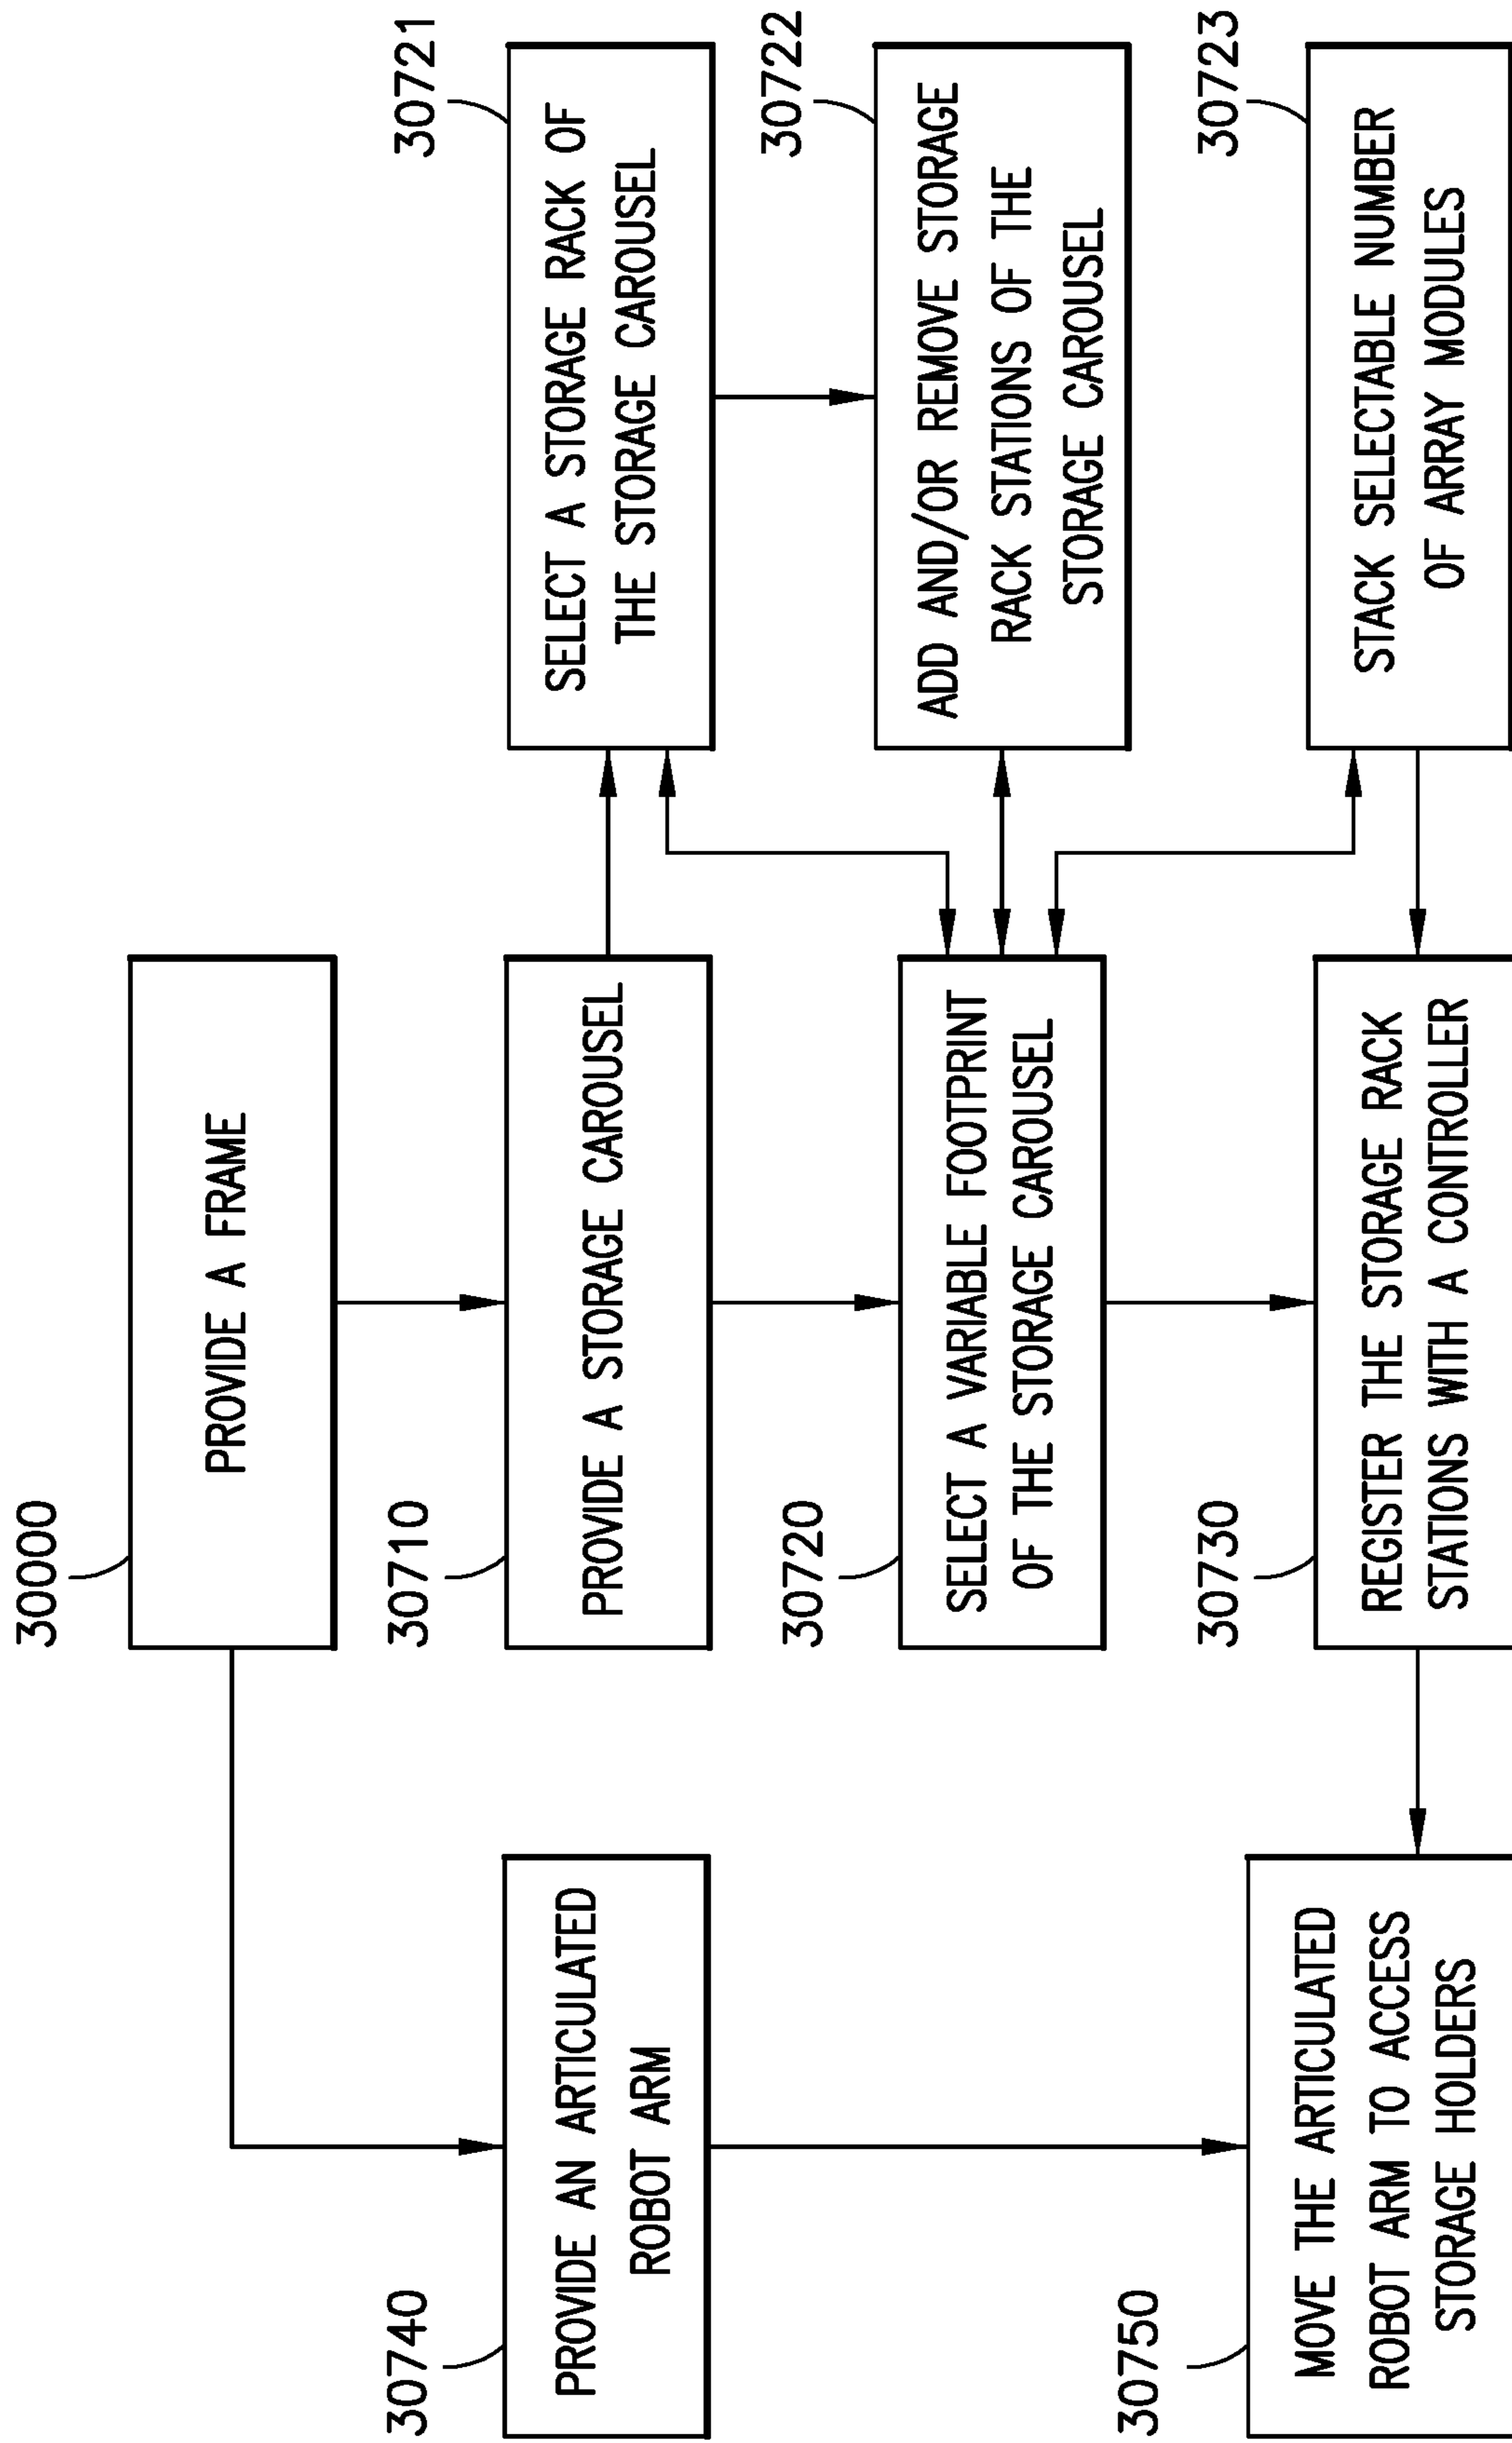 30000
PROVIDE A FRAME
30740
PROVIDE AN ARTICULATED
ROBOT ARM
30710
PROVIDE A STORAGE CAROUSEL
30721
SELECT A STORAGE RACK OF
THE STORAGE CAROUSEL
30720
SELECT A VARIABLE FOOTPRINT
OF THE STORAGE CAROUSEL
30722
ADD AND/OR REMOVE STORAGE
RACK STATIONS OF THE
STORAGE CAROUSEL
30750
MOVE THE ARTICULATED
ROBOT ARM TO ACCESS
STORAGE HOLDERS
30730
REGISTER THE STORAGE RACK
STATIONS WITH A CONTROLLER
30723
STACK SELECTABLE NUMBER
OF ARRAY MODULES